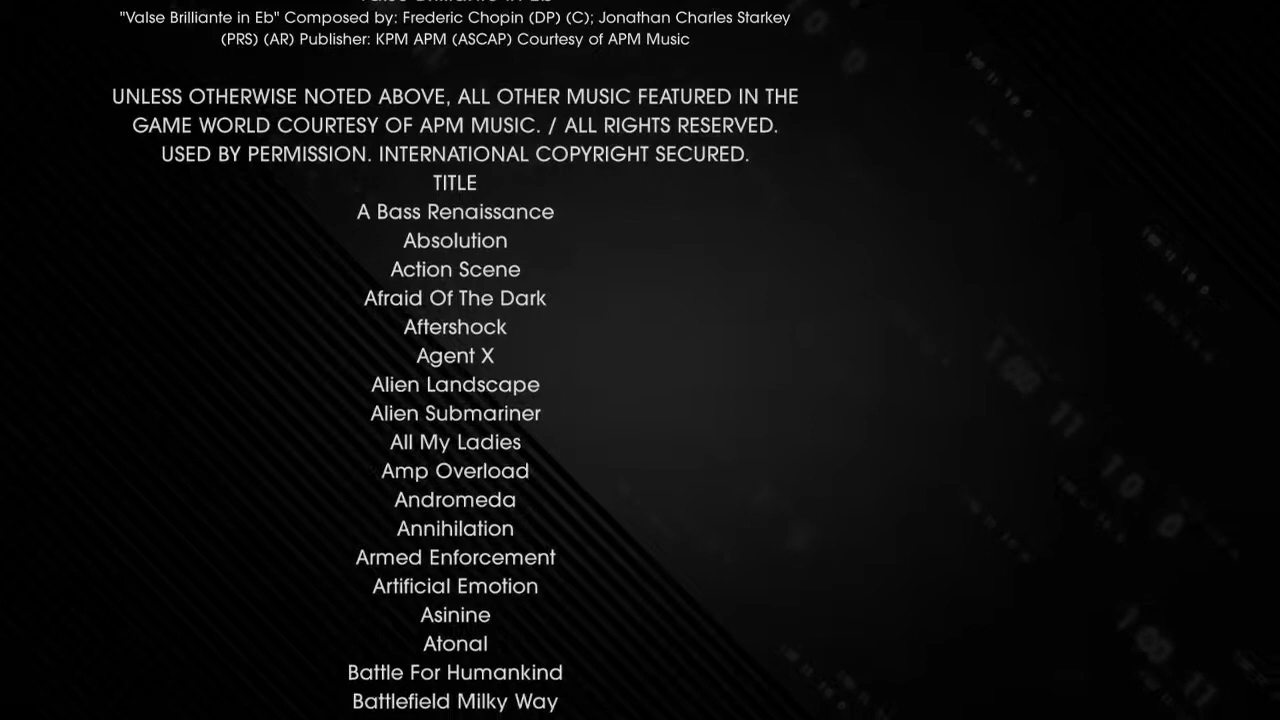 "Valse Brilliante in Eb" Composed by: Frederic Chopin (DP) (C); Jonathan Charles Starkey
(PRS) (AR) Publisher: KPM APM (ASCAP) Courtesy of APM Music
UNLESS OTHERWISE NOTED ABOVE, ALL OTHER MUSIC FEATURED IN THE
GAME WORLD COURTESY OF APM MUSIC. / ALL RIGHTS RESERVED.
USED BY PERMISSION. INTERNATIONAL COPYRIGHT SECURED.
TITLE
A Bass Renaissance
Absolution
Action Scene
Afraid Of The Dark
Aftershock
Agent X
Alien Landscape
Alien Submariner
All My Ladies
Amp Overload
Andromeda
Annihilation
Armed Enforcement
Artificial Emotion
Asinine
Atonal
Battle For Humankind
Battlefield Milky Way